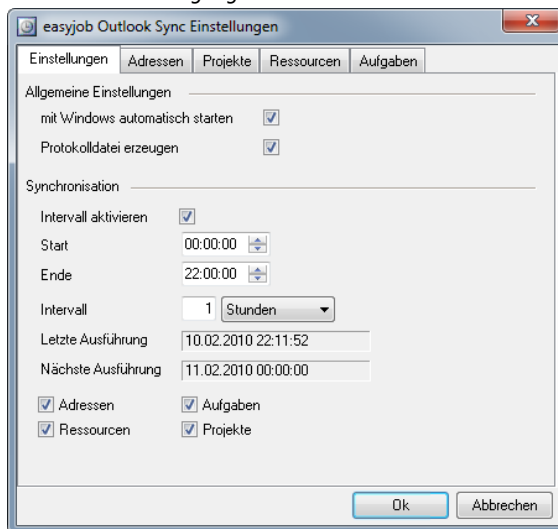 easyjob Outlook Sync Einstellungen
Einstellungen Adressen Projekte Ressourcen Aufgaben
Allgemeine Einstellungen
mit Windows automatisch starten
Protokolldatei erzeugen
Synchronisation
Intervall aktivieren
Start 00:00:00
Ende 22:00:00
Intervall 1 Stunden
Letzte Ausführung 10.02.2010 22:11:52
Nächste Ausführung 11.02.2010 00:00:00
Adressen Aufgaben
Ressourcen Projekte
Ok Abbrechen